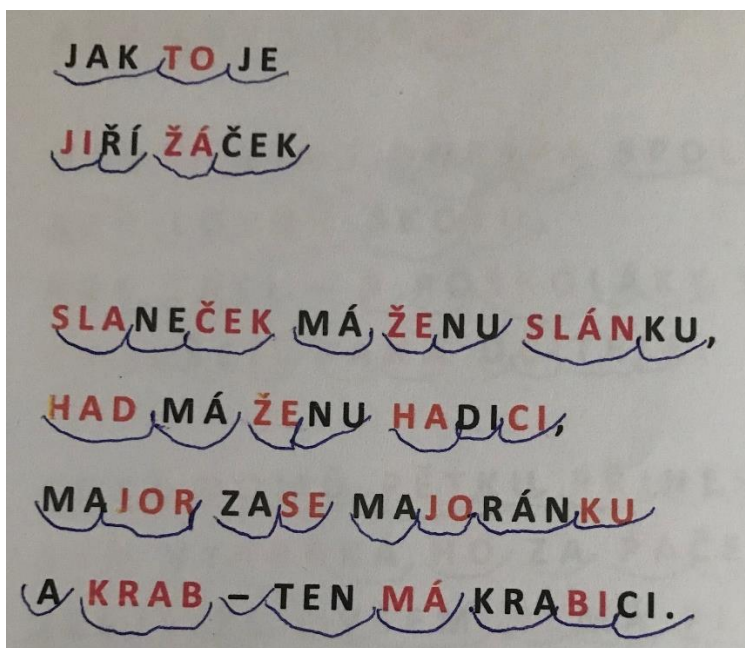 JAK TO JE
JIŘÍ ŽÁČEK
SLANEČEK MÁ ŽENU SLÁNKU,
HAD MÁ ŽENU HADICI,
MAJOR ZASE MAJORÁNKU
A KRAB – TEN MÁ KRABICI.